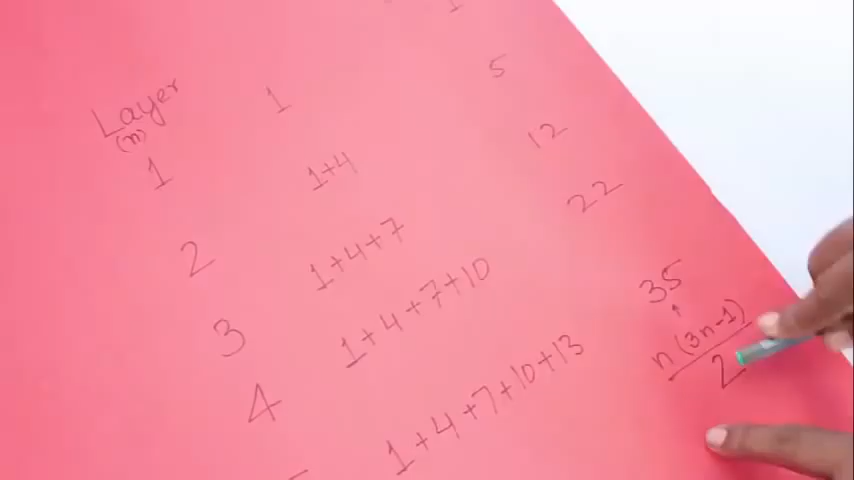 Layer
(n)
1 1 1
2 1+4 5
3 1+4+7 12
4 1+4+7+10 22
1+4+7+10+13 35
↑
n(3n-1)
2